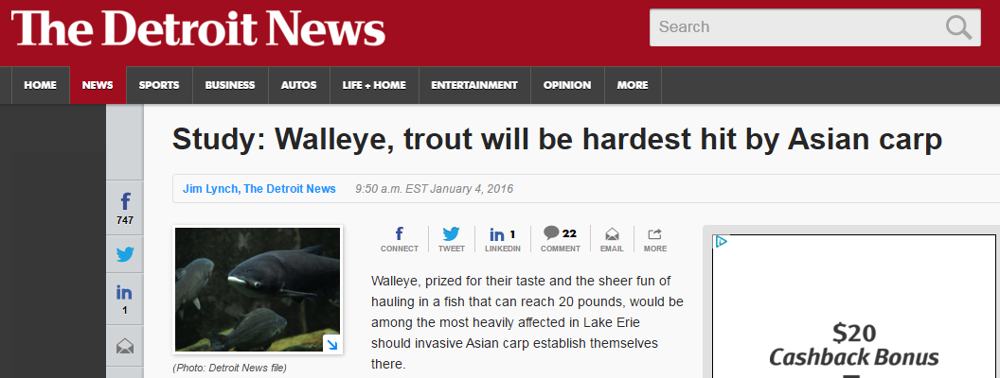 The Detroit News
Search
HOME NEWS SPORTS BUSINESS AUTOS LIFE + HOME ENTERTAINMENT OPINION MORE
Study: Walleye, trout will be hardest hit by Asian carp
Jim Lynch, The Detroit News 9:50 a.m. EST January 4, 2016
f
747
in
1
f in 1 22
CONNECT TWEET LINKEDIN COMMENT EMAIL MORE
(Photo: Detroit News file)
Walleye, prized for their taste and the sheer fun of
hauling in a fish that can reach 20 pounds, would be
among the most heavily affected in Lake Erie
should invasive Asian carp establish themselves
there.
$20
Cashback Bonus